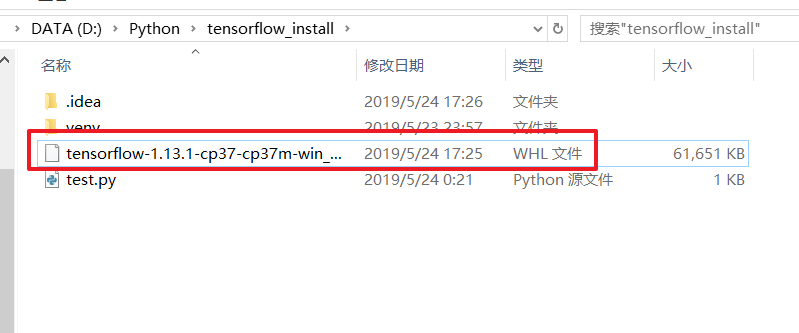 DATA (D:) Python tensorflow_install 搜索"tensorflow_install"
名称 修改日期 类型 大小
.idea 2019/5/24 17:26 文件夹
venv 2019/5/23 23:57 文件夹
tensorflow-1.13.1-cp37-cp37m-win_... 2019/5/24 17:25 WHL 文件 61,651 KB
test.py 2019/5/24 0:21 Python 源文件 1 KB